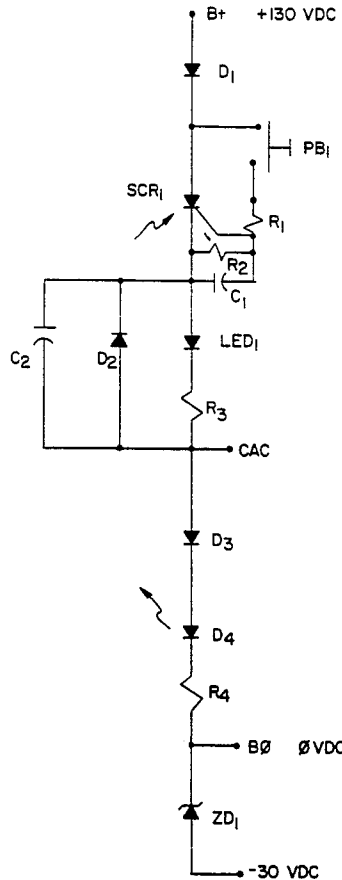 B+ +130 VDC
D1
PB1
SCR1
R1
R2
C1
C2
D2
LED1
R3
CAC
D3
D4
R4
BØ Ø VDC
ZD1
-30 VDC